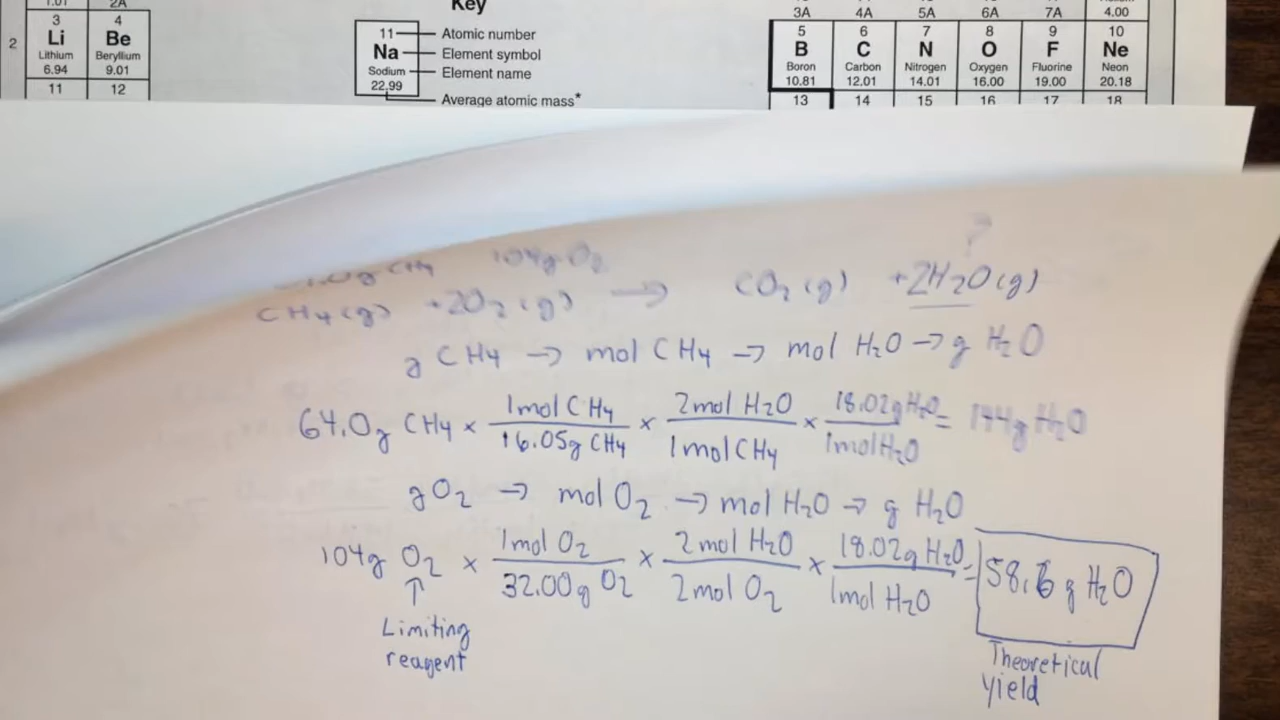 1.01 2A
Key
3A 4A 5A 6A 7A 4.00
2
3 4
Li Be
Lithium Beryllium
6.94 9.01
11 12
11 Atomic number
Na Element symbol
Sodium Element name
22.99
Average atomic mass*
5 6 7 8 9 10
B C N O F Ne
Boron Carbon Nitrogen Oxygen Fluorine Neon
10.81 12.01 14.01 16.00 19.00 20.18
13 14 15 16 17 18
g CH4 104g O2 ?
CH4(g) +2O2(g) → CO2(g) +2H2O(g)
g CH4 → mol CH4 → mol H2O → g H2O
64.0g CH4 × 1mol CH4/16.05g CH4 × 2mol H2O/1mol CH4 × 18.02g H2O/1mol H2O = 144g H2O
g O2 → mol O2 → mol H2O → g H2O
104g O2 × 1mol O2/32.00g O2 × 2mol H2O/2mol O2 × 18.02g H2O/1mol H2O = 58.6 g H2O
↑
Limiting
reagent
Theoretical
yield